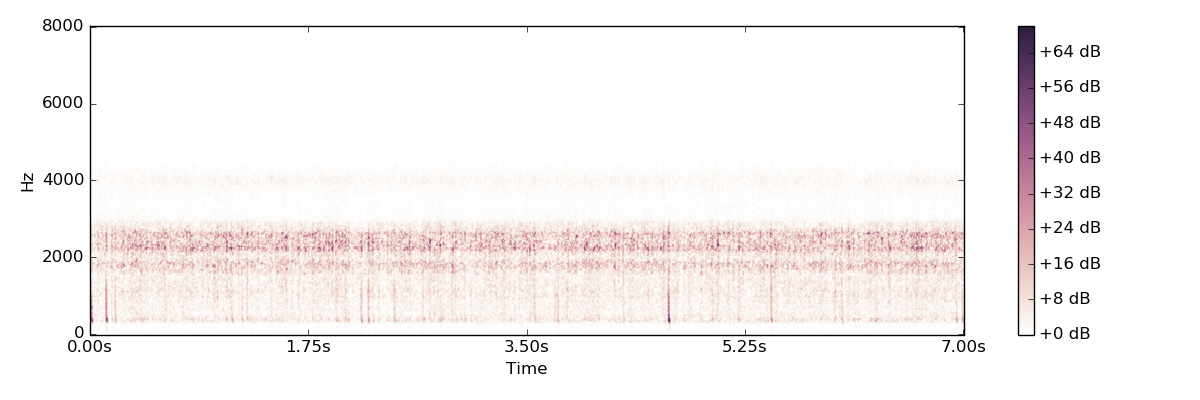 8000
6000
4000
2000
0
Hz
0.00s 1.75s 3.50s 5.25s 7.00s
Time
+64 dB
+56 dB
+48 dB
+40 dB
+32 dB
+24 dB
+16 dB
+8 dB
+0 dB